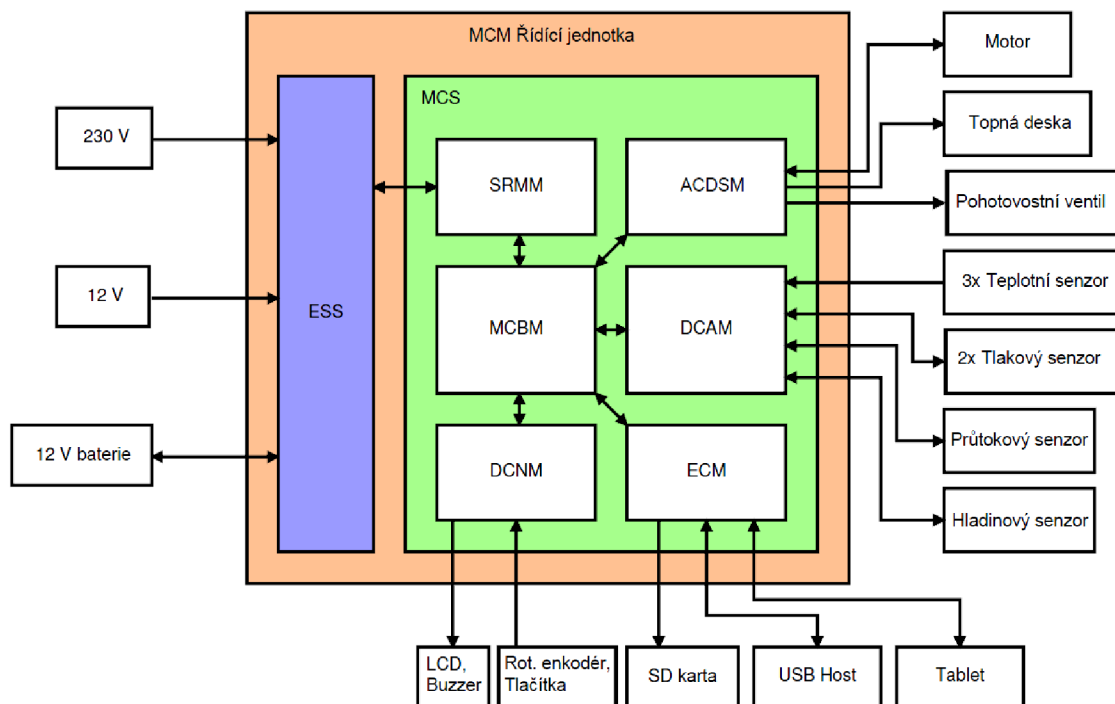 MCM Řídící jednotka
MCS
230 V
12 V
12 V baterie
ESS
SRMM
ACDSM
MCBM
DCAM
DCNM
ECM
Motor
Topná deska
Pohotovostní ventil
3x Teplotní senzor
2x Tlakový senzor
Průtokový senzor
Hladinový senzor
LCD,
Buzzer
Rot. enkodér,
Tlačítka
SD karta
USB Host
Tablet